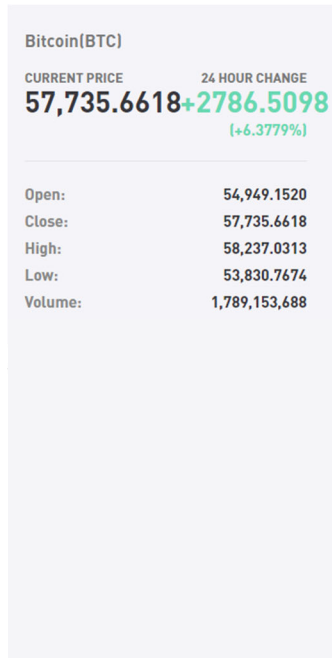 Bitcoin(BTC)
CURRENT PRICE 24 HOUR CHANGE
57,735.6618+2786.5098
(+6.3779%)
Open: 54,949.1520
Close: 57,735.6618
High: 58,237.0313
Low: 53,830.7674
Volume: 1,789,153,688